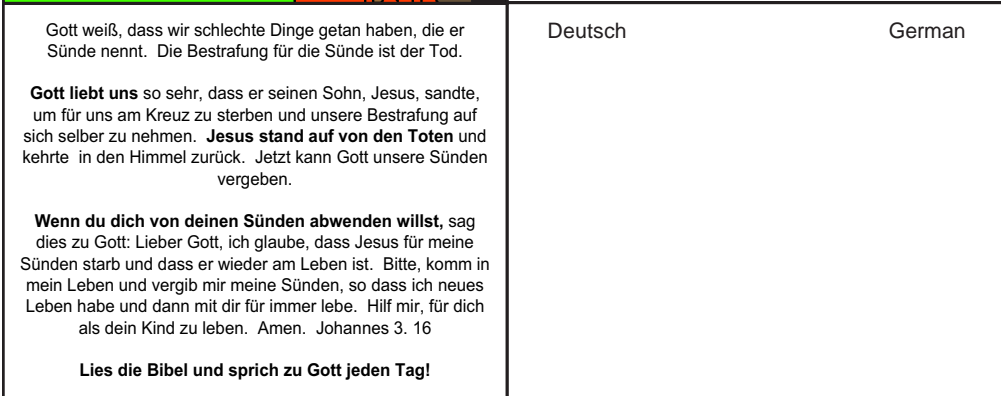 Gott weiß, dass wir schlechte Dinge getan haben, die er
Sünde nennt. Die Bestrafung für die Sünde ist der Tod.
Gott liebt uns so sehr, dass er seinen Sohn, Jesus, sandte,
um für uns am Kreuz zu sterben und unsere Bestrafung auf
sich selber zu nehmen. Jesus stand auf von den Toten und
kehrte in den Himmel zurück. Jetzt kann Gott unsere Sünden
vergeben.
Wenn du dich von deinen Sünden abwenden willst, sag
dies zu Gott: Lieber Gott, ich glaube, dass Jesus für meine
Sünden starb und dass er wieder am Leben ist. Bitte, komm in
mein Leben und vergib mir meine Sünden, so dass ich neues
Leben habe und dann mit dir für immer lebe. Hilf mir, für dich
als dein Kind zu leben. Amen. Johannes 3. 16
Lies die Bibel und sprich zu Gott jeden Tag!
Deutsch German